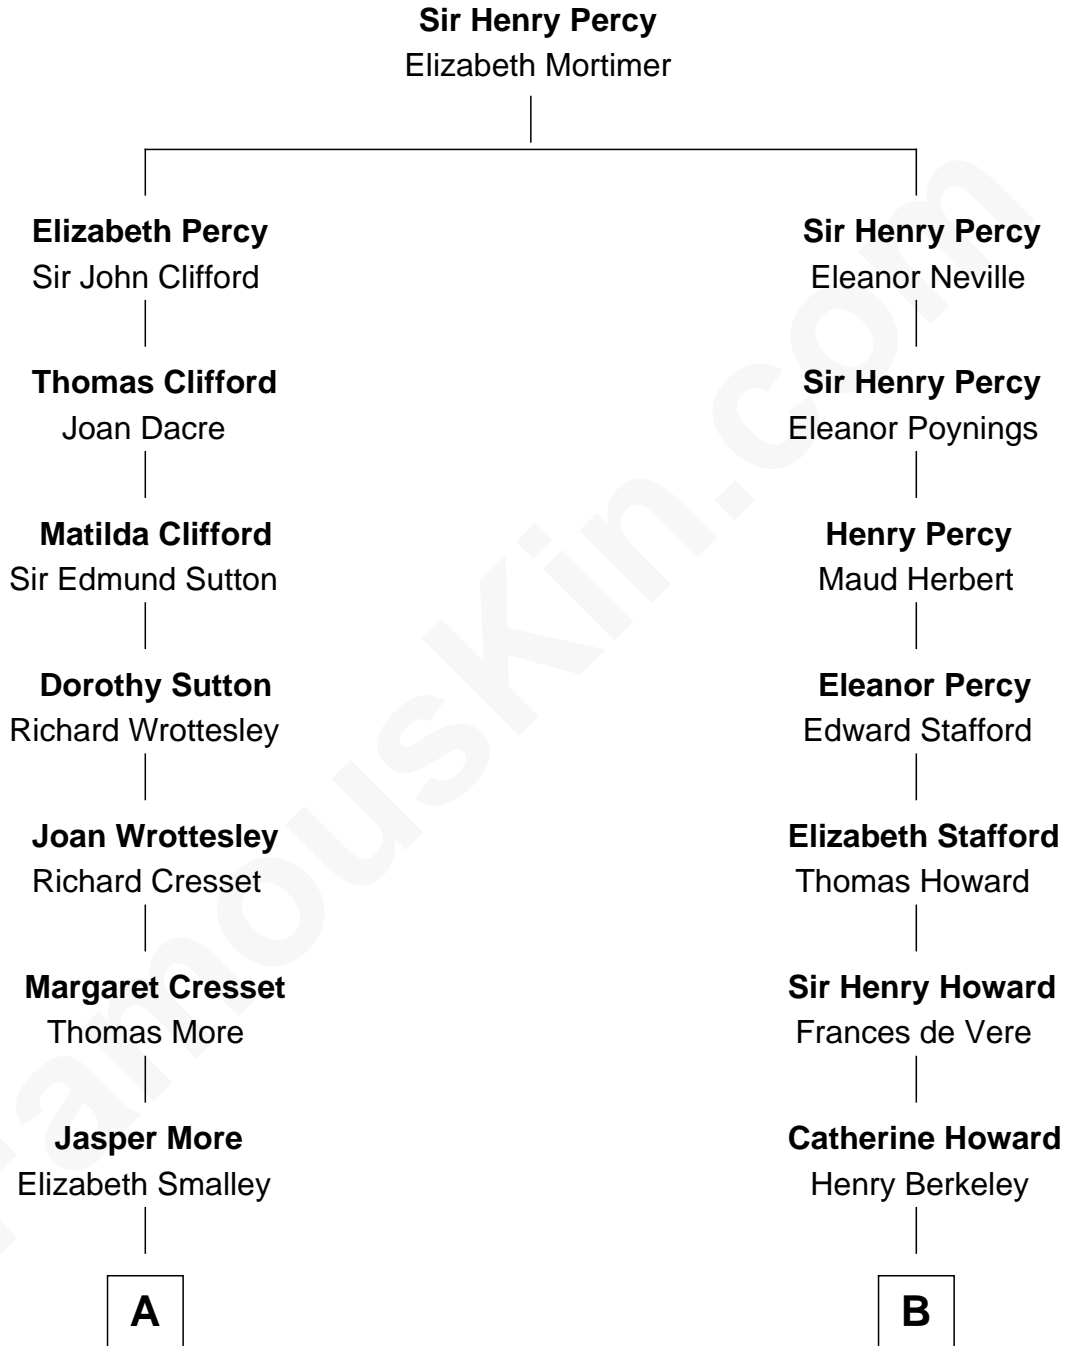 Sir Henry Percy
Elizabeth Mortimer
Elizabeth Percy
Sir John Clifford
Sir Henry Percy
Eleanor Neville
Thomas Clifford
Joan Dacre
Sir Henry Percy
Eleanor Poynings
Matilda Clifford
Sir Edmund Sutton
Henry Percy
Maud Herbert
Dorothy Sutton
Richard Wrottesley
Eleanor Percy
Edward Stafford
Joan Wrottesley
Richard Cresset
Elizabeth Stafford
Thomas Howard
Margaret Cresset
Thomas More
Sir Henry Howard
Frances de Vere
Jasper More
Elizabeth Smalley
Catherine Howard
Henry Berkeley
A
B
FamousKin.com